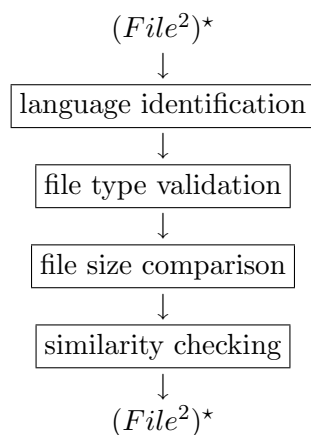 (File²)⋆
↓
language identification
↓
file type validation
↓
file size comparison
↓
similarity checking
↓
(File²)⋆